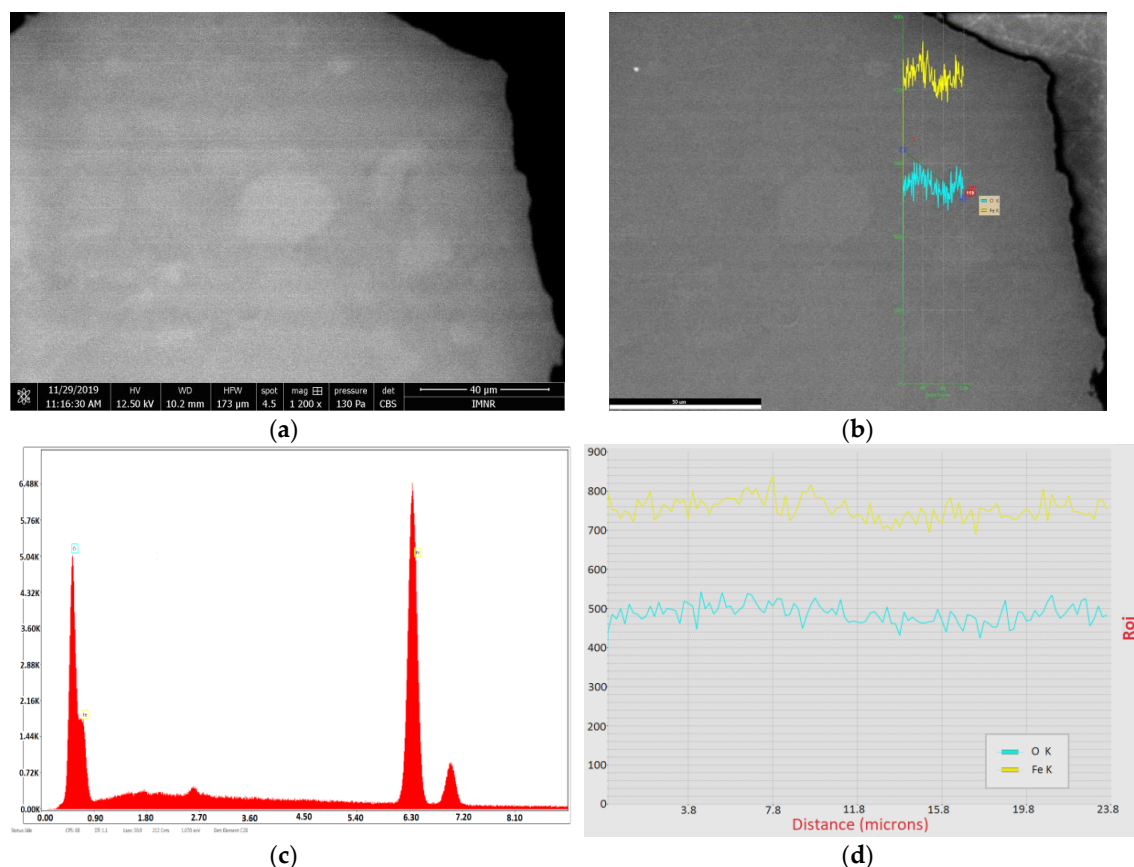 11/29/2019 HV WD HFW spot mag ⊞ pressure det 40 µm
11:16:30 AM 12.50 kV 10.2 mm 173 µm 4.5 1 200 x 130 Pa CBS IMNR
(a)
O K
Fe K
30 µm
(b)
6.48K
5.76K
5.04K
4.32K
3.60K
2.88K
2.16K
1.44K
0.72K
0.00K
O
Fe
Fe
0.00 0.90 1.80 2.70 3.60 4.50 5.40 6.30 7.20 8.10
(c)
900
800
700
600
500
400
300
200
100
0
3.8 7.8 11.8 15.8 19.8 23.8
Distance (microns)
Roi
O K
Fe K
(d)